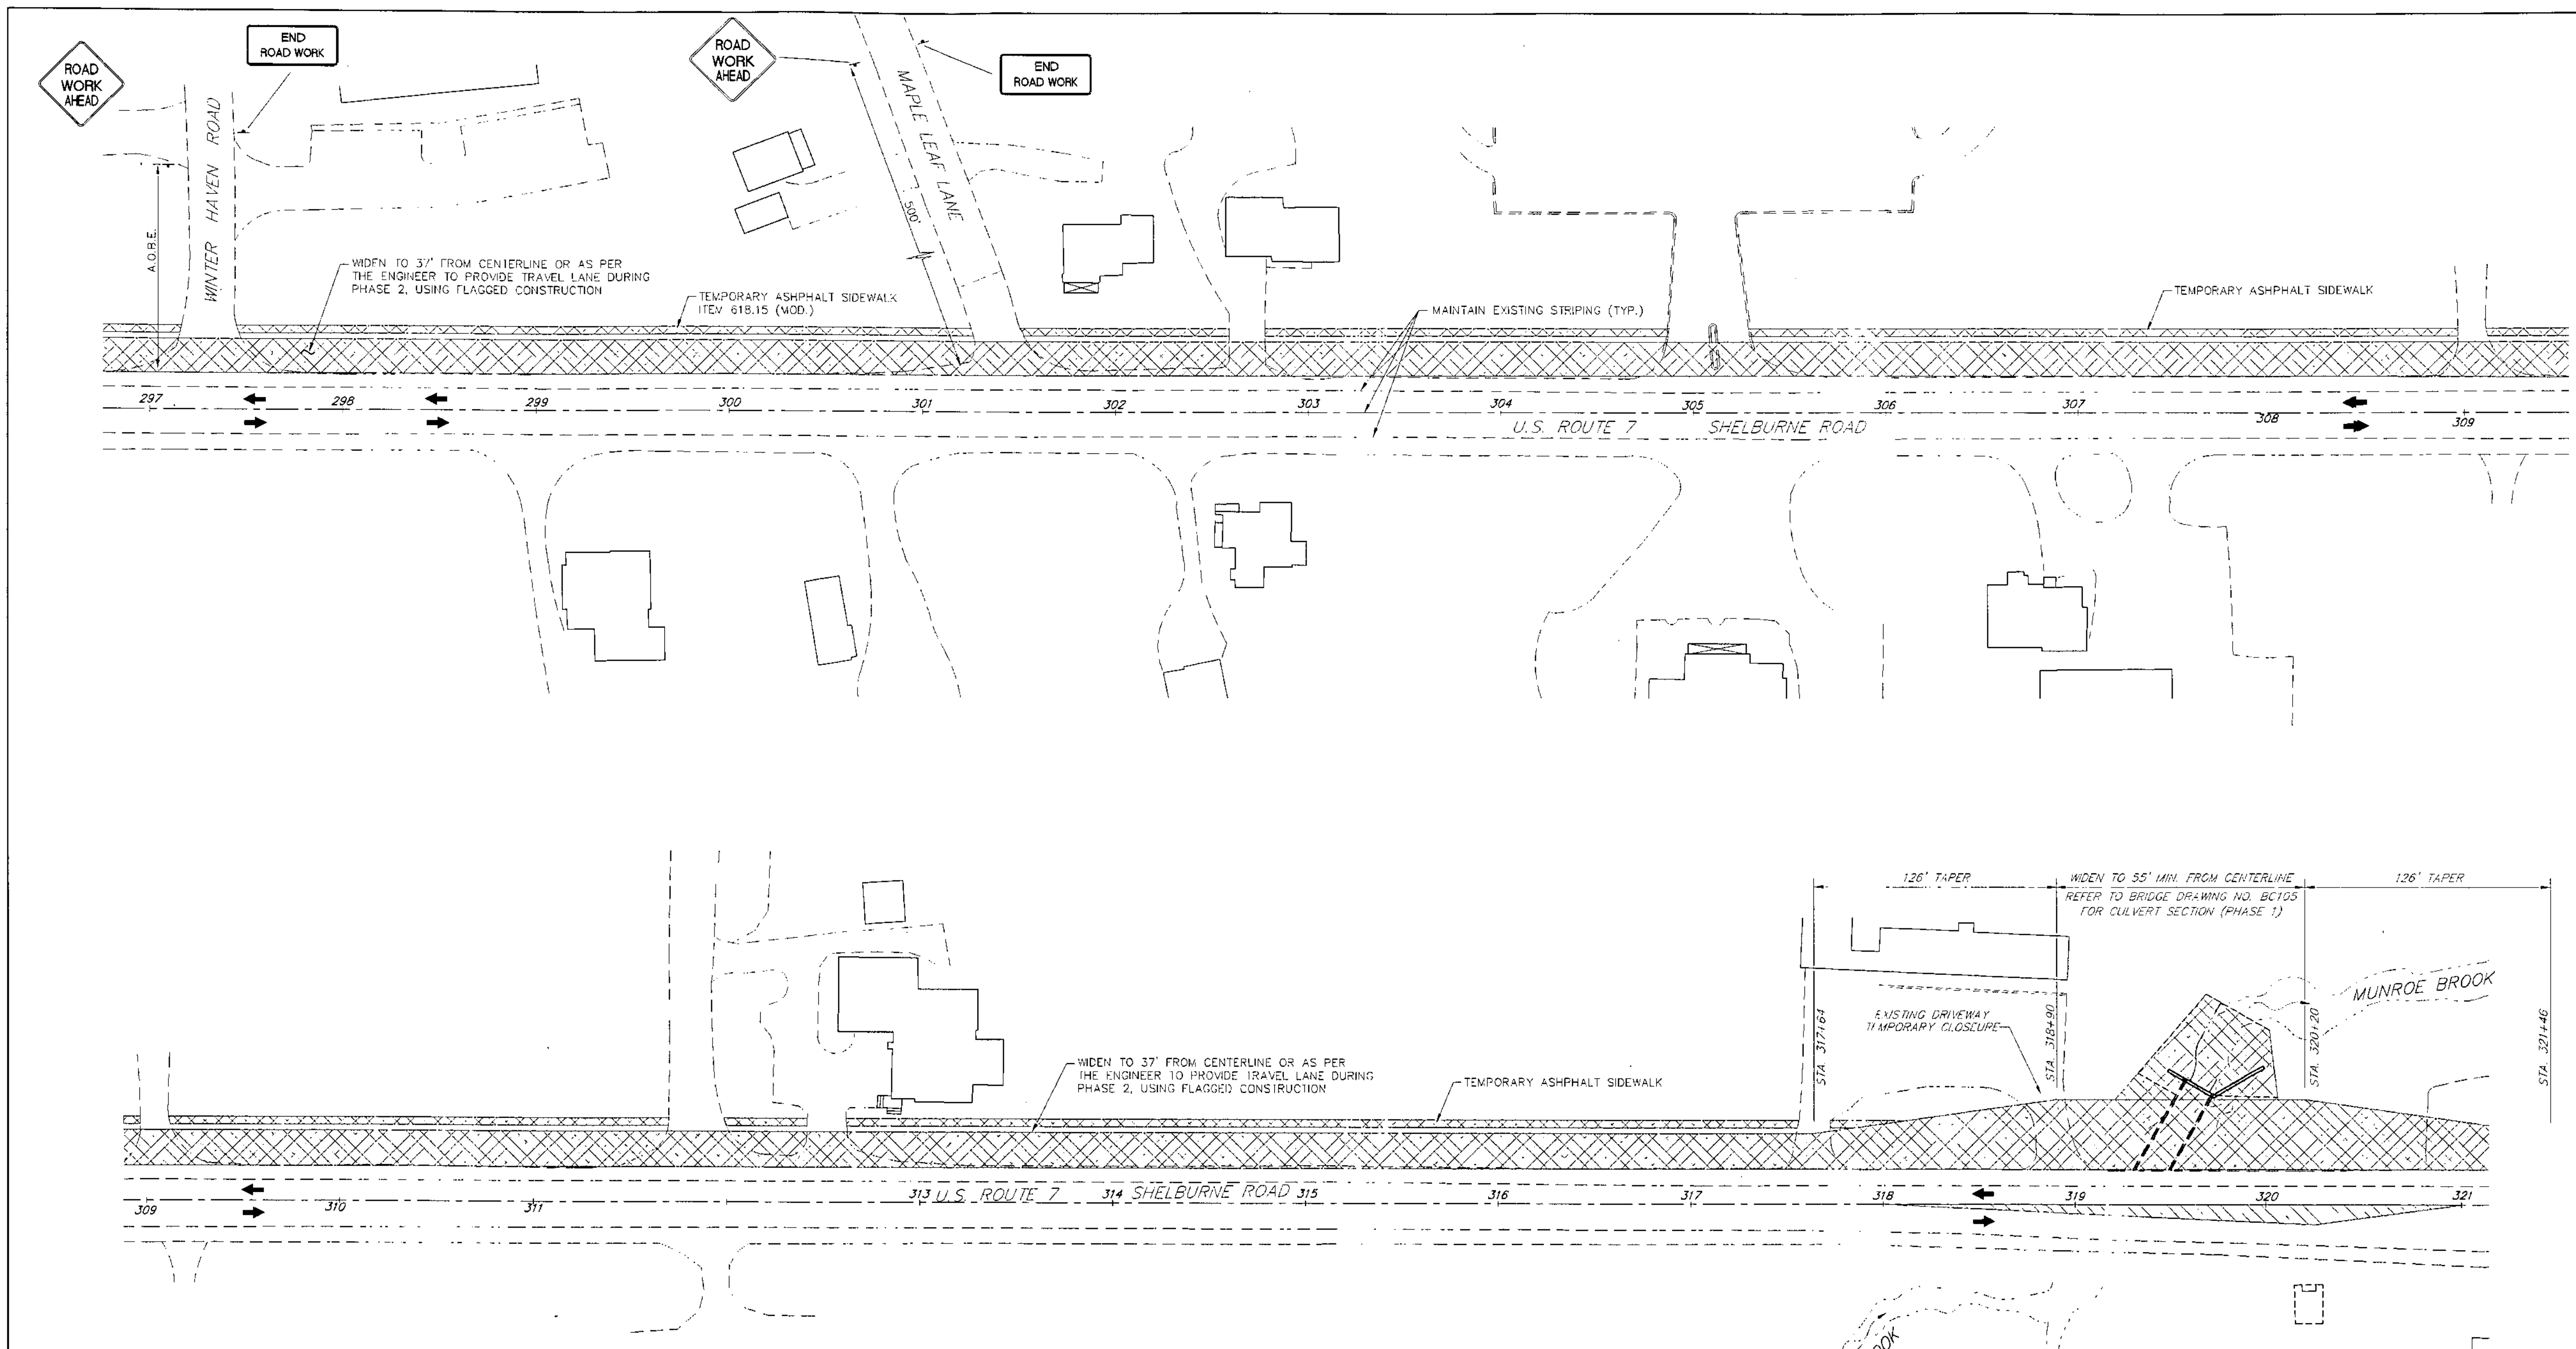 ROAD
WORK
AHEAD
END
ROAD WORK
ROAD
WORK
AHEAD
END
ROAD WORK
WINTER HAVEN ROAD
MAPLE LEAF LANE
A.O.B.E.
500'
WIDEN TO 37' FROM CENTERLINE OR AS PER
THE ENGINEER TO PROVIDE TRAVEL LANE DURING
PHASE 2, USING FLAGGED CONSTRUCTION
TEMPORARY ASHPHALT SIDEWALK
ITEM 618.15 (MOD.)
MAINTAIN EXISTING STRIPING (TYP.)
TEMPORARY ASHPHALT SIDEWALK
297 298 299 300 301 302 303 304 305 306 307 308 309
U.S. ROUTE 7 SHELBURNE ROAD
126' TAPER
WIDEN TO 55' MIN. FROM CENTERLINE
REFER TO BRIDGE DRAWING NO. BC105
FOR CULVERT SECTION (PHASE 1)
126' TAPER
MUNROE BROOK
EXISTING DRIVEWAY
TEMPORARY CLOSEURE
STA. 317+64
STA. 318+90
STA. 320+20
STA. 321+46
WIDEN TO 37' FROM CENTERLINE OR AS PER
THE ENGINEER TO PROVIDE TRAVEL LANE DURING
PHASE 2, USING FLAGGED CONSTRUCTION
TEMPORARY ASHPHALT SIDEWALK
309 310 311 313 U.S. ROUTE 7 314 SHELBURNE ROAD 315 316 317 318 319 320 321